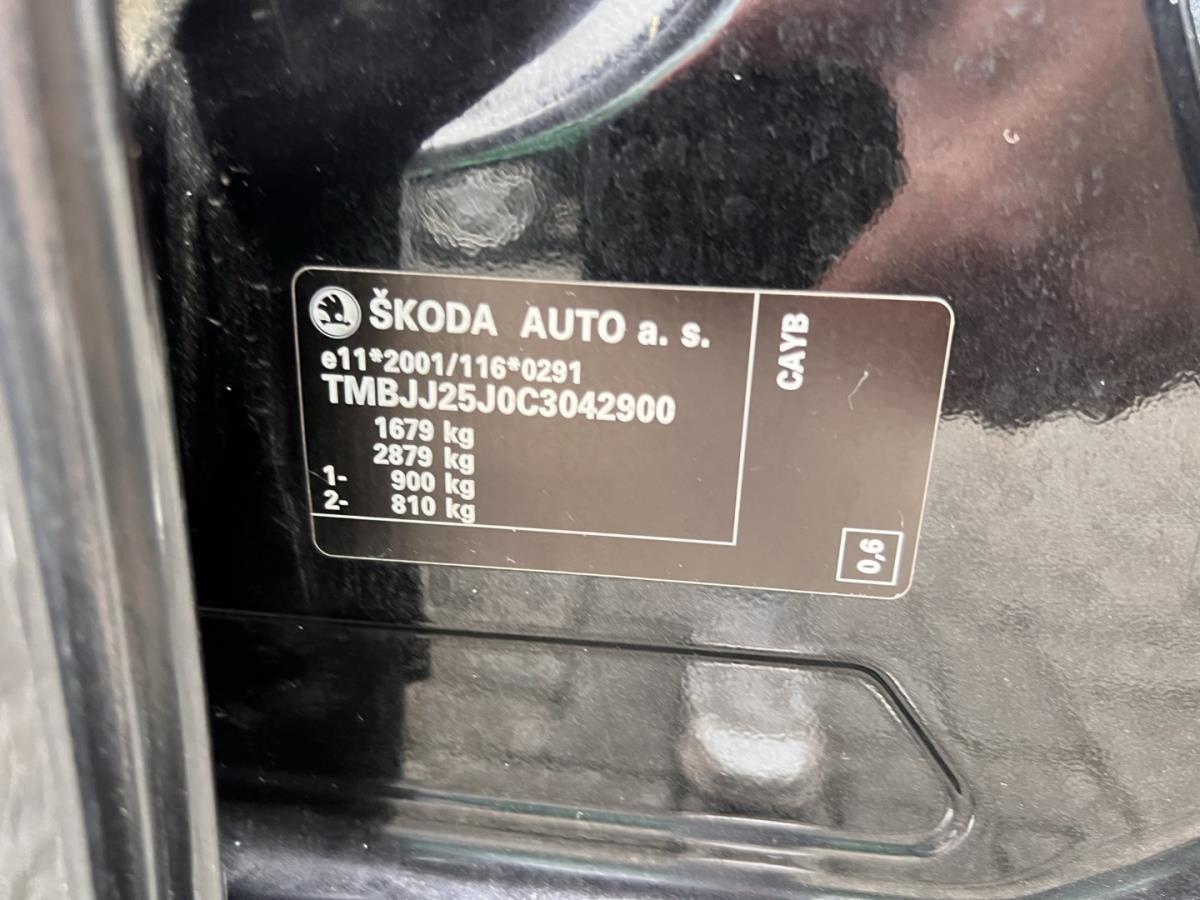 ŠKODA AUTO a. s.
e11*2001/116*0291
TMBJJ25J0C3042900
1679 kg
2879 kg
1- 900 kg
2- 810 kg
CAYB
0,6